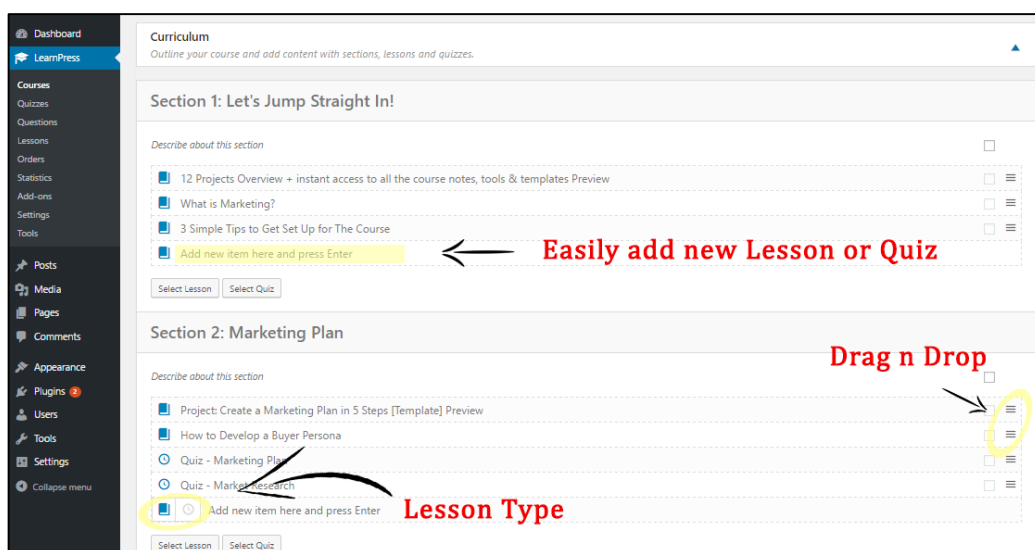 Dashboard
LearnPress
Courses
Quizzes
Questions
Lessons
Orders
Statistics
Add-ons
Settings
Tools
Posts
Media
Pages
Comments
Appearance
Plugins 2
Users
Tools
Settings
Collapse menu
Curriculum
Outline your course and add content with sections, lessons and quizzes.
Section 1: Let's Jump Straight In!
Describe about this section
12 Projects Overview + instant access to all the course notes, tools & templates Preview
What is Marketing?
3 Simple Tips to Get Set Up for The Course
Add new item here and press Enter
Easily add new Lesson or Quiz
Select Lesson Select Quiz
Section 2: Marketing Plan
Drag n Drop
Describe about this section
Project: Create a Marketing Plan in 5 Steps [Template] Preview
How to Develop a Buyer Persona
Quiz - Marketing Plan
Quiz - Market Research
Add new item here and press Enter
Lesson Type
Select Lesson Select Quiz